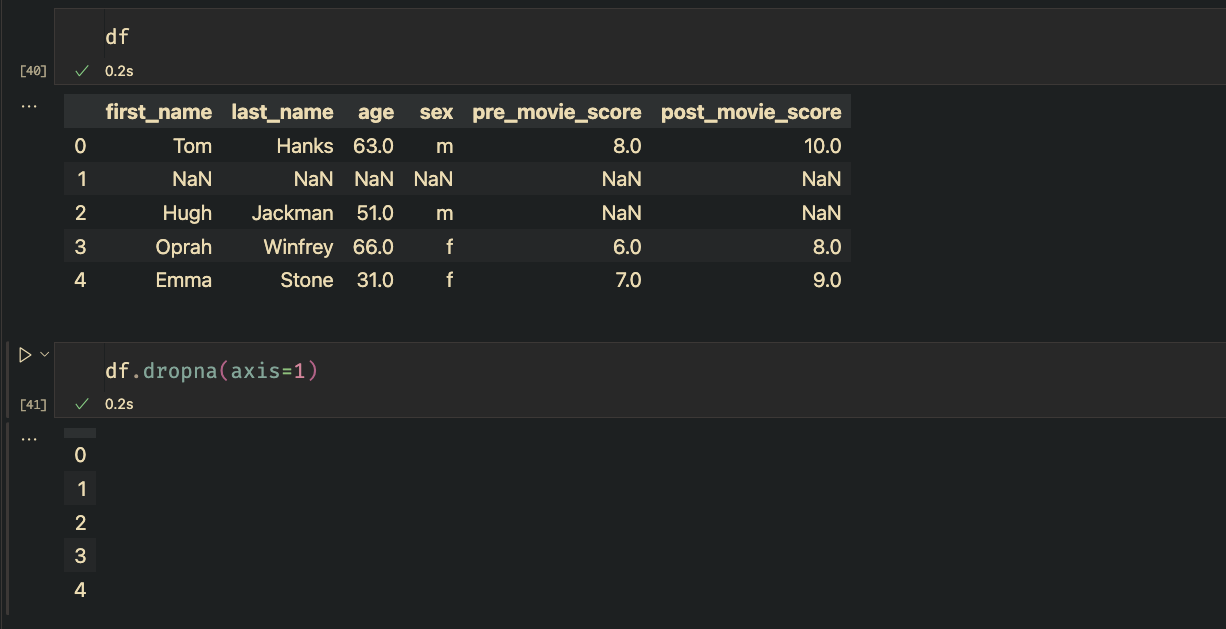 df
[40] ✓ 0.2s
... first_name last_name age sex pre_movie_score post_movie_score
0 Tom Hanks 63.0 m 8.0 10.0
1 NaN NaN NaN NaN NaN NaN
2 Hugh Jackman 51.0 m NaN NaN
3 Oprah Winfrey 66.0 f 6.0 8.0
4 Emma Stone 31.0 f 7.0 9.0
df.dropna(axis=1)
[41] ✓ 0.2s
...
0
1
2
3
4